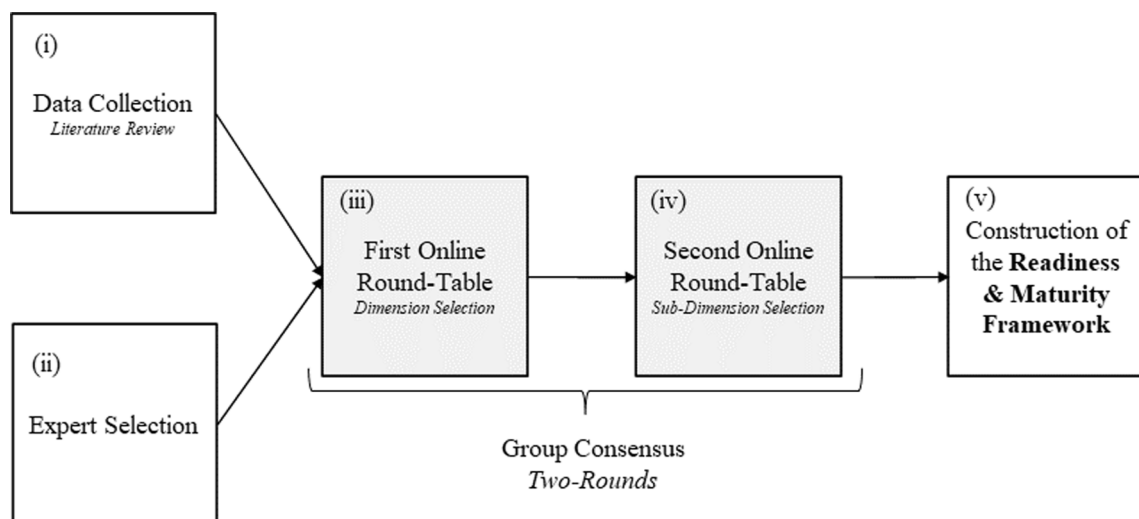 (i)
Data Collection
Literature Review
(ii)
Expert Selection
(iii)
First Online
Round-Table
Dimension Selection
(iv)
Second Online
Round-Table
Sub-Dimension Selection
(v)
Construction of
the Readiness
& Maturity
Framework
Group Consensus
Two-Rounds